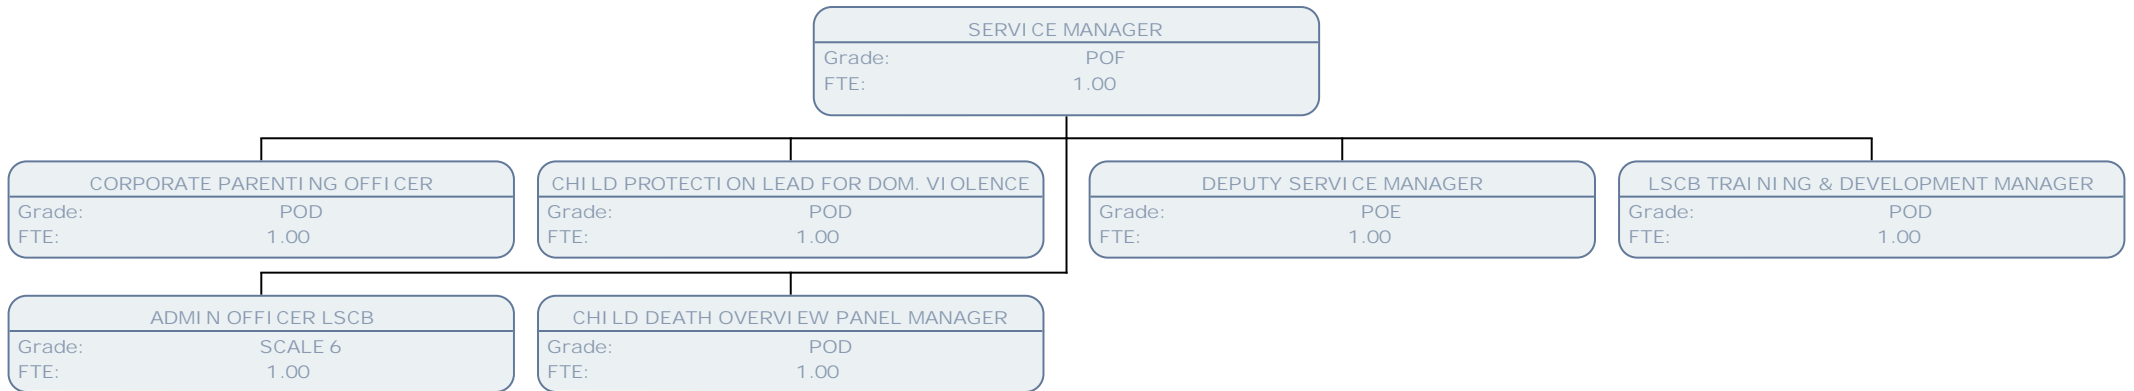 SERVICE MANAGER
Grade: POF
FTE: 1.00
CORPORATE PARENTING OFFICER
Grade: POD
FTE: 1.00
CHILD PROTECTION LEAD FOR DOM. VIOLENCE
Grade: POD
FTE: 1.00
DEPUTY SERVICE MANAGER
Grade: POE
FTE: 1.00
LSCB TRAINING & DEVELOPMENT MANAGER
Grade: POD
FTE: 1.00
ADMIN OFFICER LSCB
Grade: SCALE 6
FTE: 1.00
CHILD DEATH OVERVIEW PANEL MANAGER
Grade: POD
FTE: 1.00